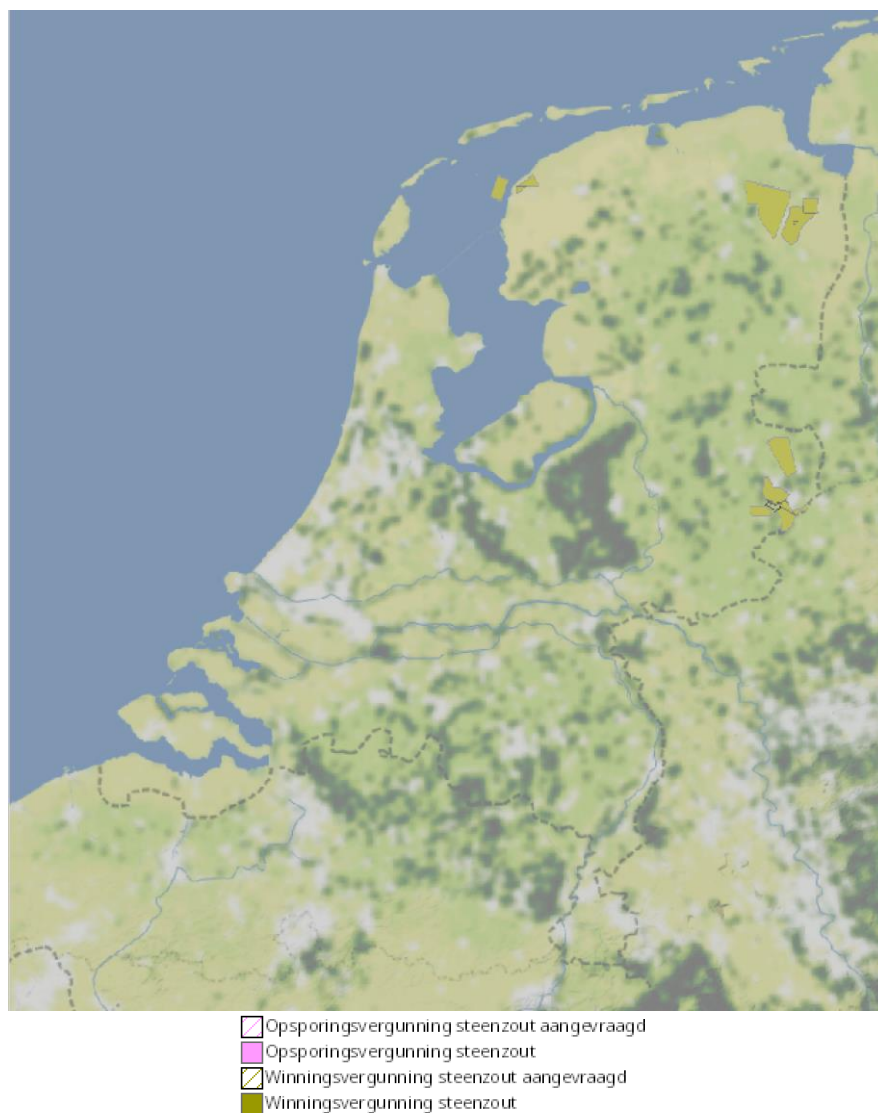 Opsporingsvergunning steenzout aangevraagd
Opsporingsvergunning steenzout
Winningsvergunning steenzout aangevraagd
Winningsvergunning steenzout